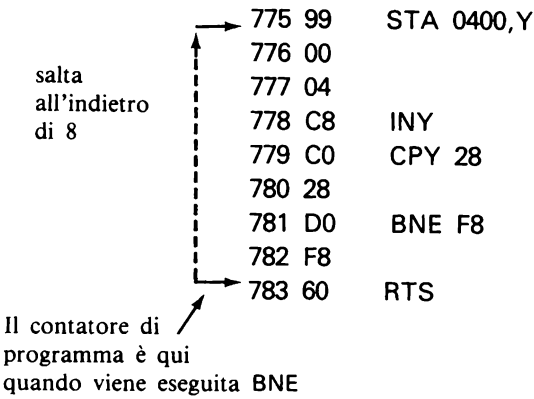 775 99 STA 0400,Y
776 00
777 04
salta
all'indietro
di 8
778 C8 INY
779 C0 CPY 28
780 28
781 D0 BNE F8
782 F8
783 60 RTS
Il contatore di
programma è qui
quando viene eseguita BNE